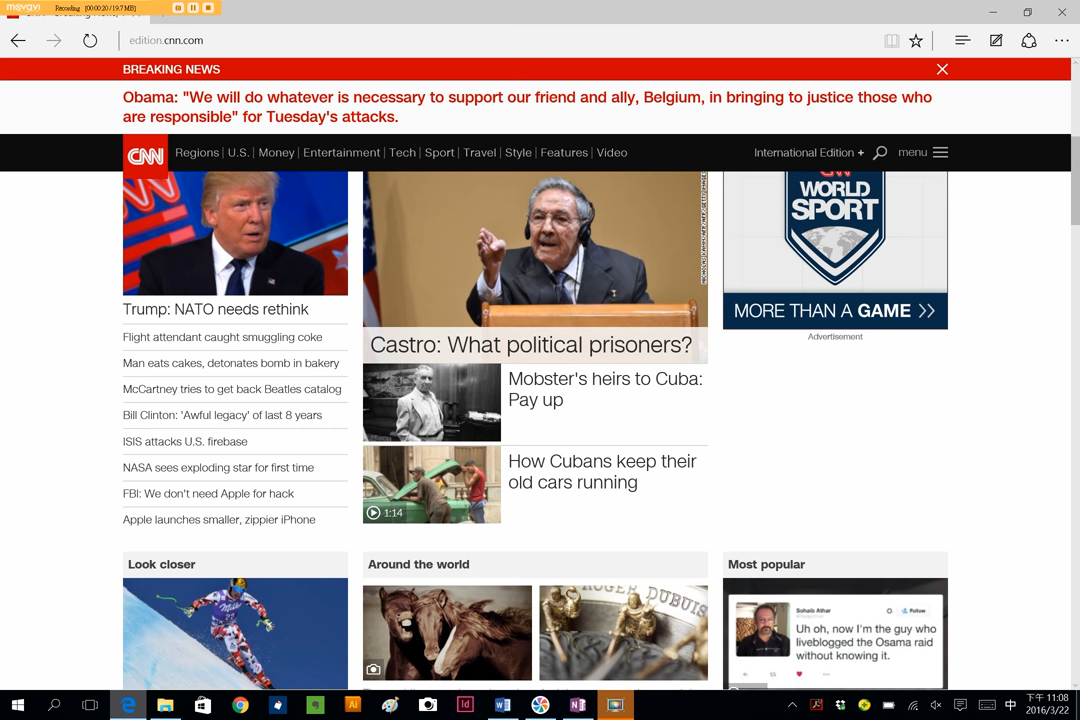 movavi Recording [00:00:20 / 19.7 MB]
edition.cnn.com
BREAKING NEWS
Obama: "We will do whatever is necessary to support our friend and ally, Belgium, in bringing to justice those who
are responsible" for Tuesday's attacks.
CNN Regions U.S. Money Entertainment Tech Sport Travel Style Features Video International Edition + menu
Trump: NATO needs rethink
Flight attendant caught smuggling coke
Man eats cakes, detonates bomb in bakery
McCartney tries to get back Beatles catalog
Bill Clinton: 'Awful legacy' of last 8 years
ISIS attacks U.S. firebase
NASA sees exploding star for first time
FBI: We don't need Apple for hack
Apple launches smaller, zippier iPhone
Castro: What political prisoners?
Mobster's heirs to Cuba:
Pay up
How Cubans keep their
old cars running
1:14
WORLD
SPORT
MORE THAN A GAME >>
Advertisement
Look closer
Around the world
ROGER DUBUIS
Most popular
Sohaib Athar
Follow
Uh oh, now I'm the guy who
liveblogged the Osama raid
without knowing it.
中
下午 11:08
2016/3/22